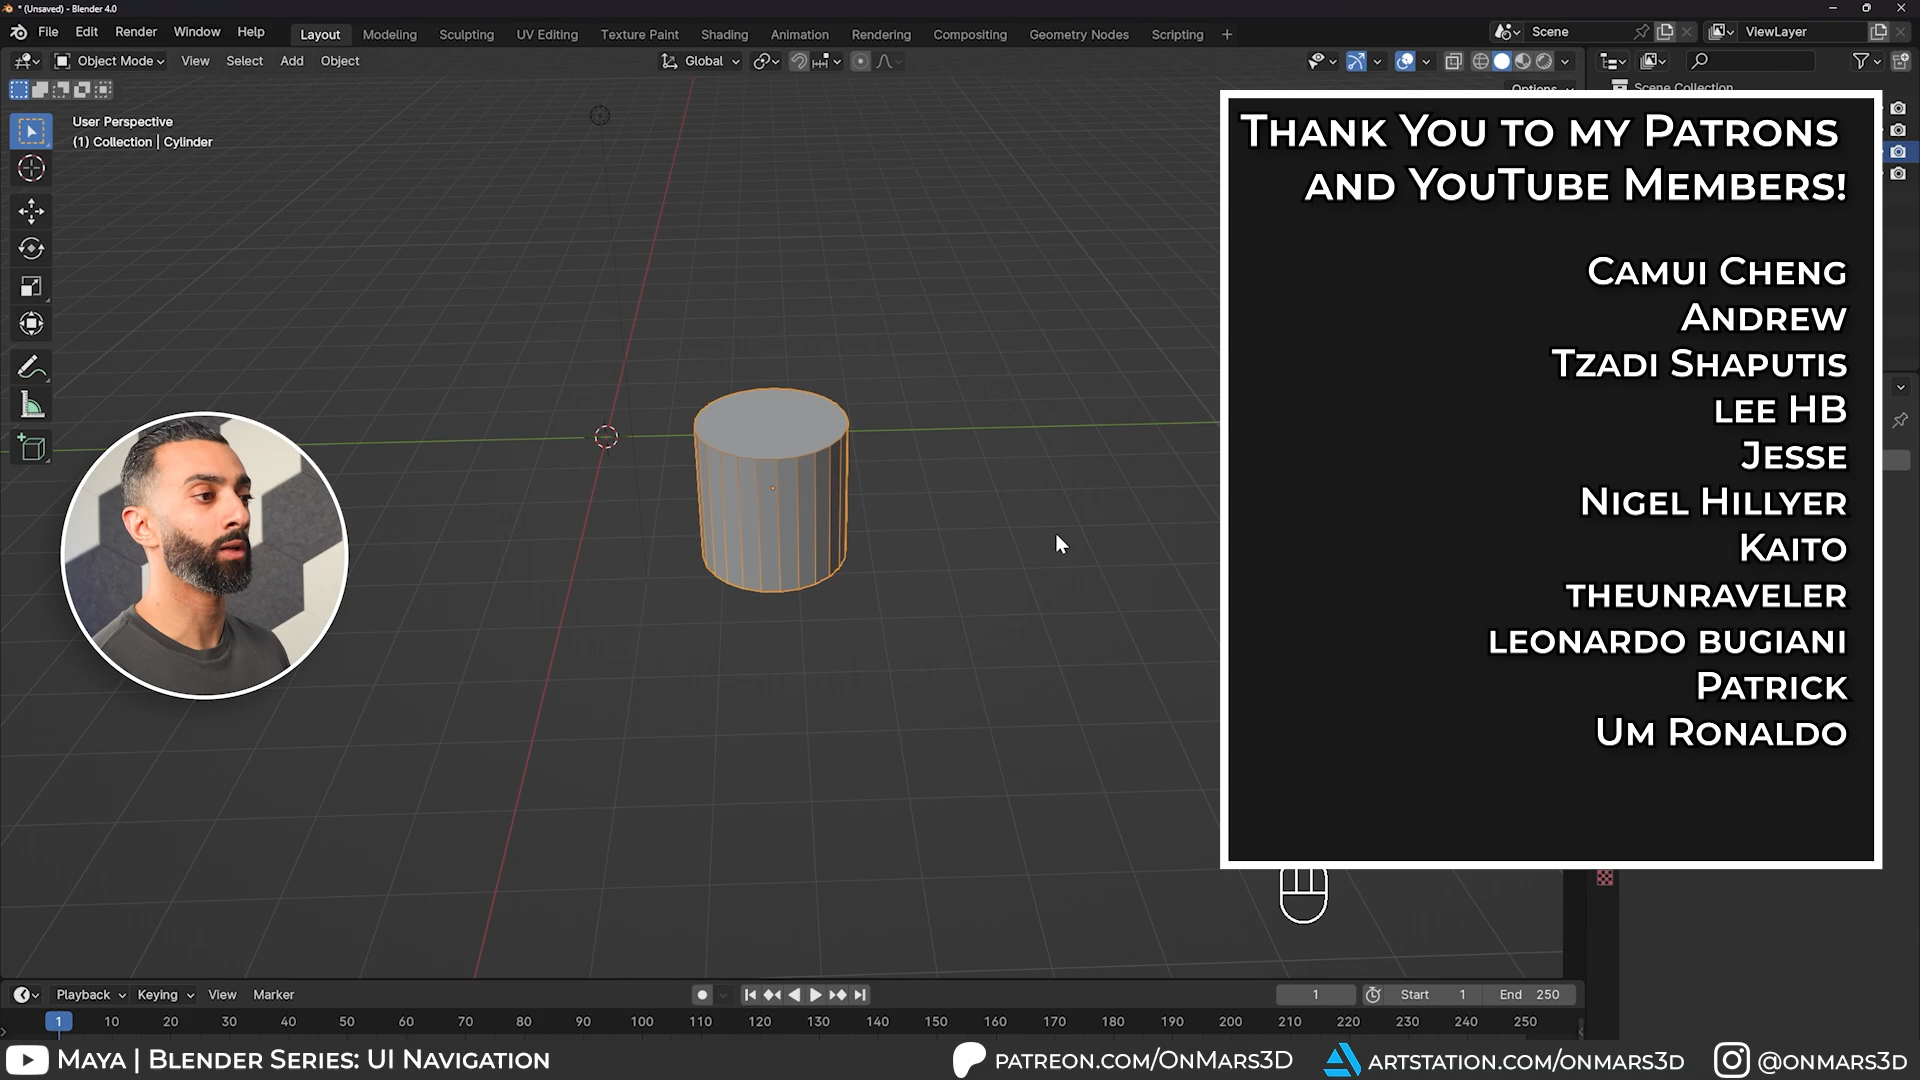 * (Unsaved) - Blender 4.0
File Edit Render Window Help
Layout Modeling Sculpting UV Editing Texture Paint Shading Animation Rendering Compositing Geometry Nodes Scripting +
Scene
ViewLayer
Object Mode View Select Add Object
Global
Options
Scene Collection
User Perspective
(1) Collection | Cylinder
Thank You to my Patrons
and YouTube Members!
Camui Cheng
Andrew
Tzadi Shaputis
lee HB
Jesse
Nigel Hillyer
Kaito
theunraveler
leonardo bugiani
Patrick
Um Ronaldo
Playback Keying View Marker
1
Start 1
End 250
1 10 20 30 40 50 60 70 80 90 100 110 120 130 140 150 160 170 180 190 200 210 220 230 240 250
Maya | Blender Series: UI Navigation
patreon.com/OnMars3D
artstation.com/onmars3d
@onmars3d